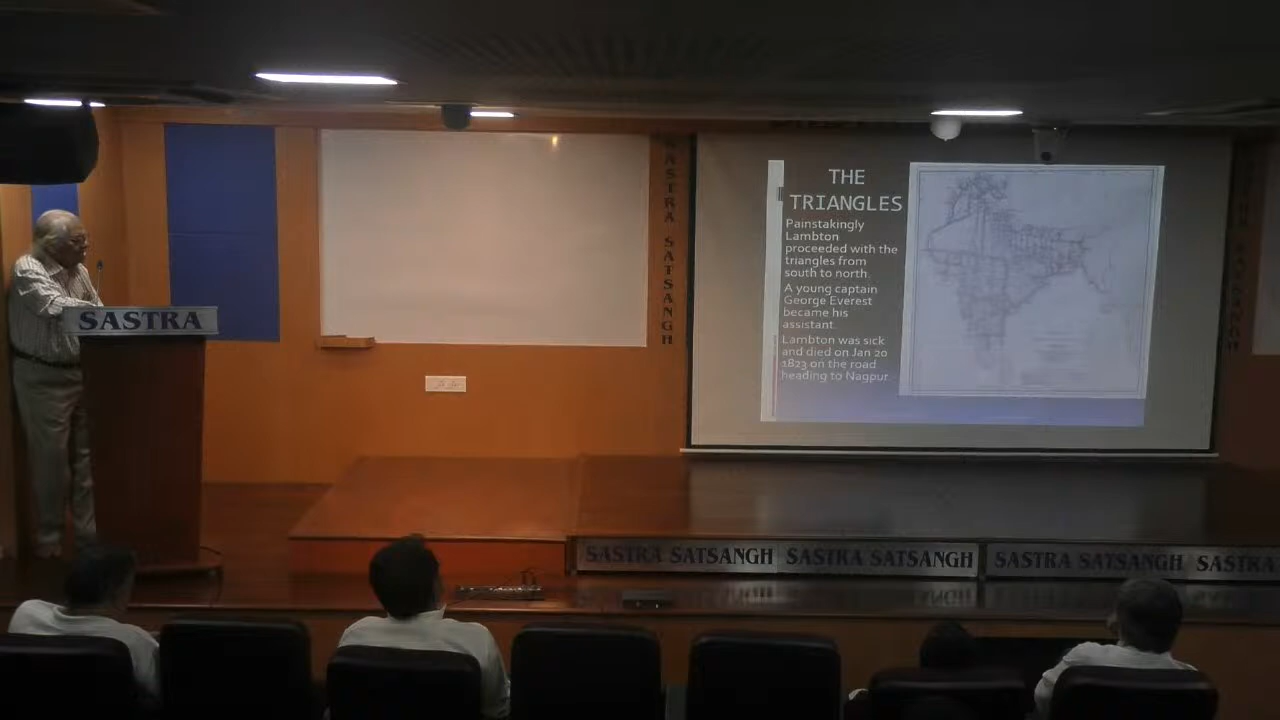 SASTRA
SASTRA SATSANGH
THE
TRIANGLES
Painstakingly
Lambton
proceeded with the
triangles from
south to north.
A young captain
George Everest
became his
assistant.
Lambton was sick
and died on Jan 20
1823 on the road
heading to Nagpur
SASTRA SATSANGH SASTRA SATSANGH
SASTRA SATSANGH SASTRA